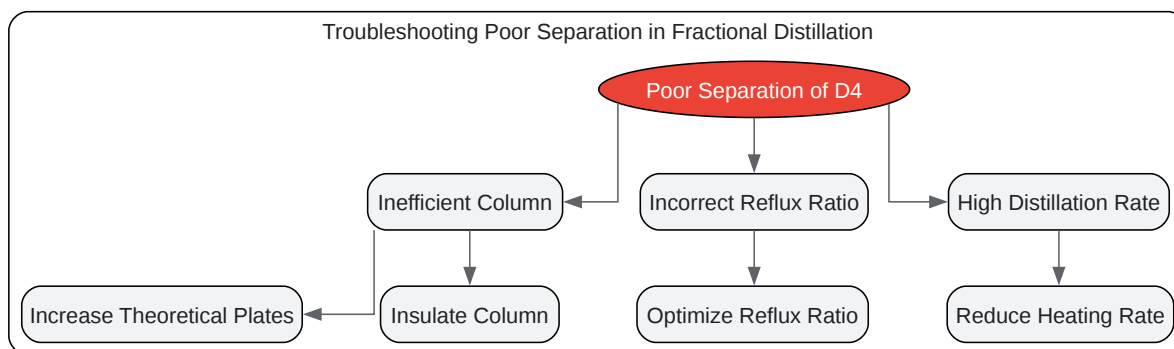 Troubleshooting Poor Separation in Fractional Distillation
Poor Separation of D4
Inefficient Column
Incorrect Reflux Ratio
High Distillation Rate
Increase Theoretical Plates
Insulate Column
Optimize Reflux Ratio
Reduce Heating Rate